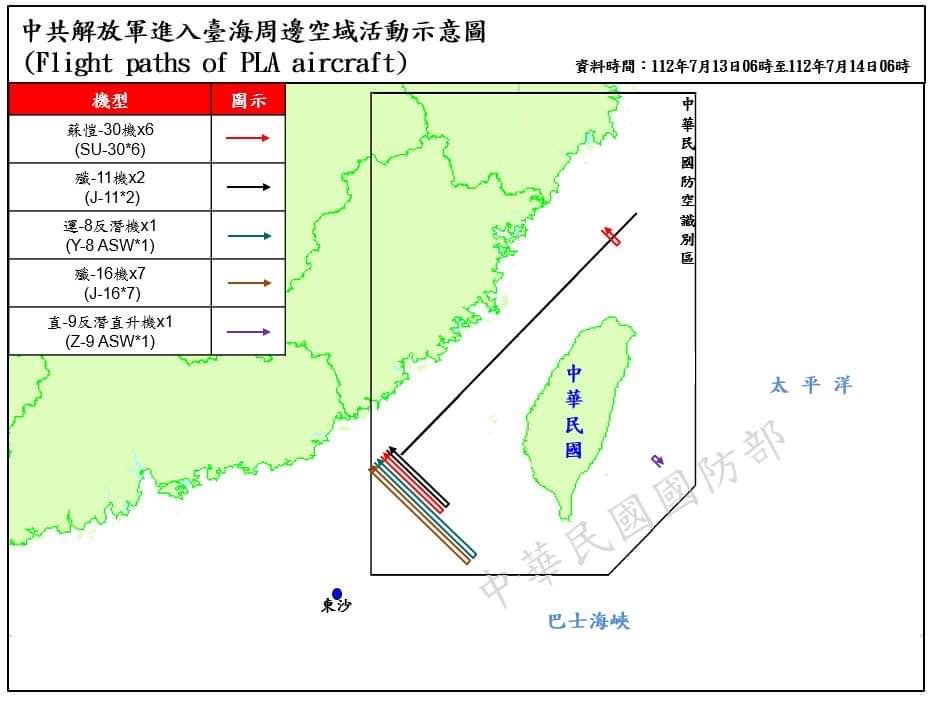 中共解放軍進入臺海周邊空域活動示意圖
(Flight paths of PLA aircraft)
資料時間：112年7月13日06時至112年7月14日06時
機型
圖示
蘇愷-30機x6
(SU-30*6)
殲-11機x2
(J-11*2)
運-8反潛機x1
(Y-8 ASW*1)
殲-16機x7
(J-16*7)
直-9反潛直升機x1
(Z-9 ASW*1)
中華民國防空識別區
中華民國
太平洋
中華民國國防部
東沙
巴士海峽